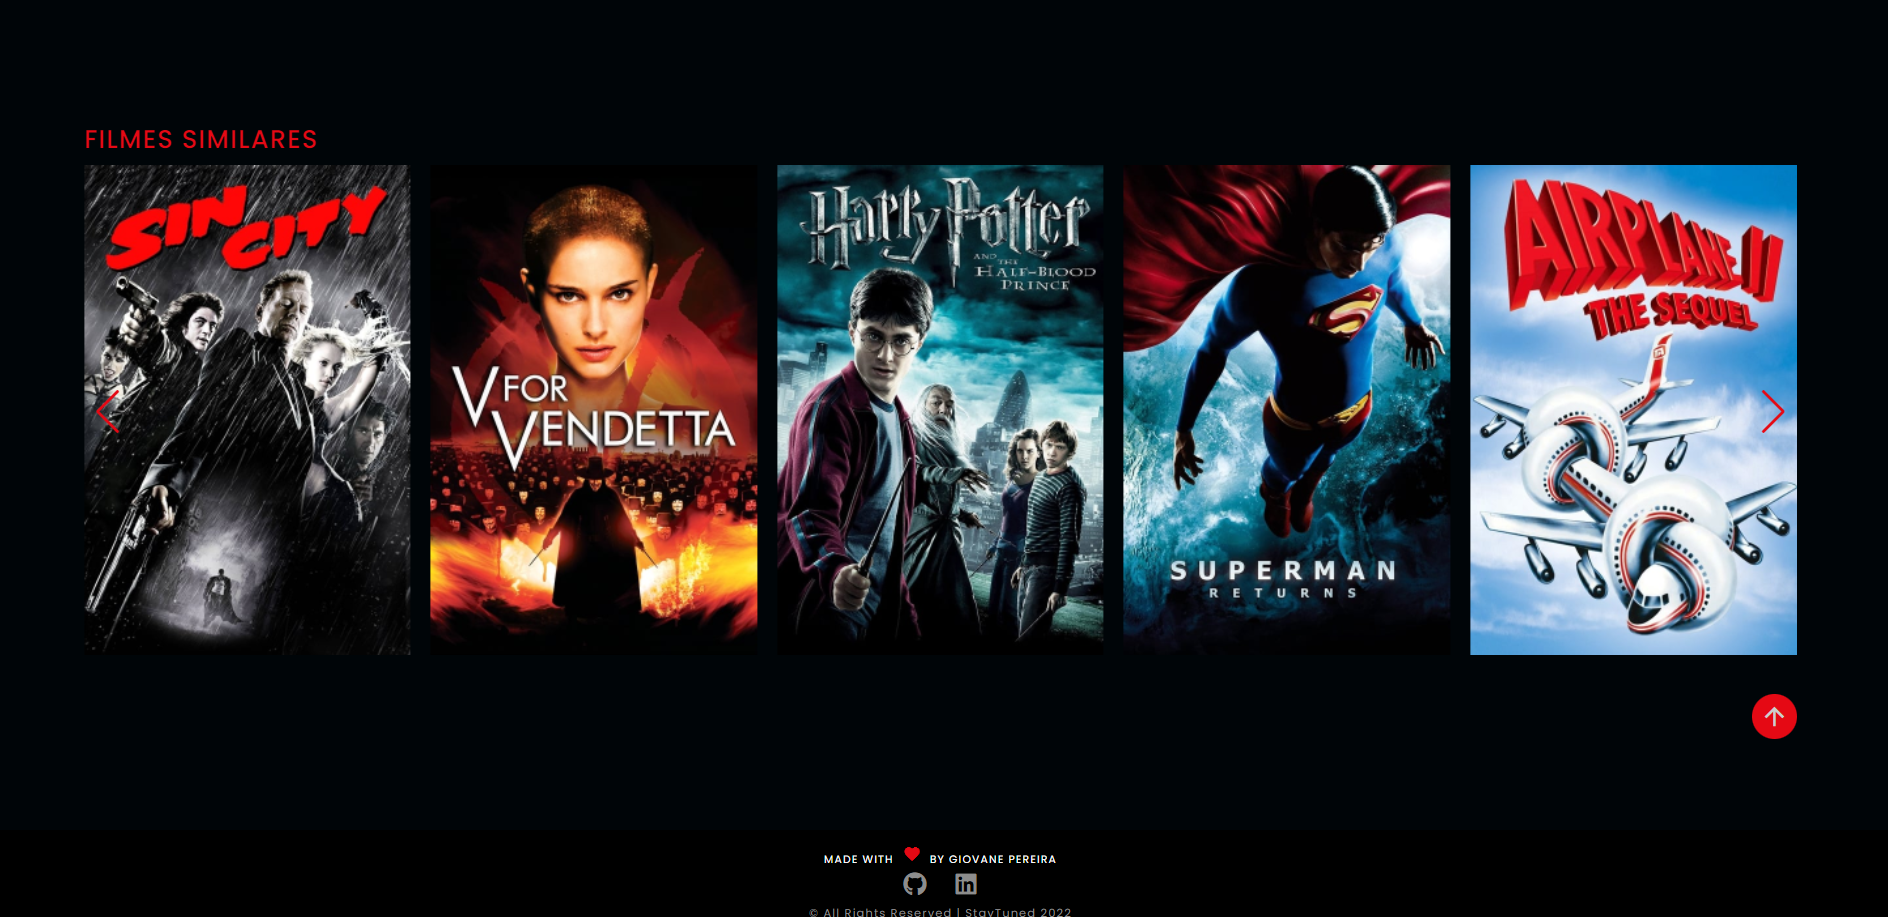 FILMES SIMILARES
SIN
CITY
V FOR
VENDETTA
Harry Potter
AND THE
HALF-BLOOD
PRINCE
SUPERMAN
RETURNS
AIRPLANE II
THE SEQUEL
MADE WITH BY GIOVANE PEREIRA
© All Rights Reserved | StayTuned 2022